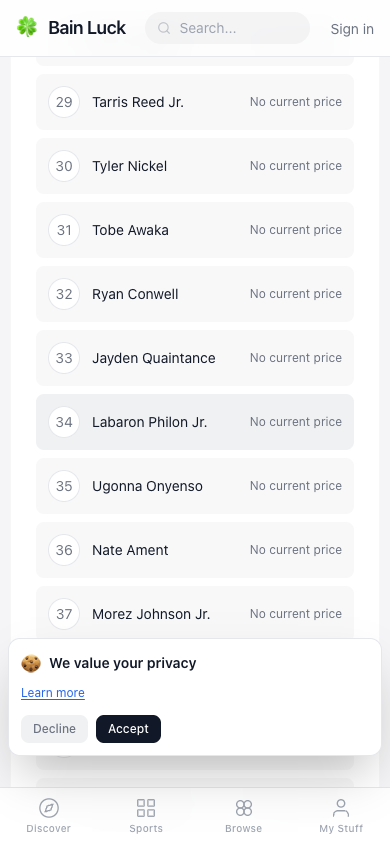 Bain Luck
Search...
Sign in
29 Tarris Reed Jr. No current price
30 Tyler Nickel No current price
31 Tobe Awaka No current price
32 Ryan Conwell No current price
33 Jayden Quaintance No current price
34 Labaron Philon Jr. No current price
35 Ugonna Onyenso No current price
36 Nate Ament No current price
37 Morez Johnson Jr. No current price
We value your privacy
Learn more
Decline Accept
Discover Sports Browse My Stuff